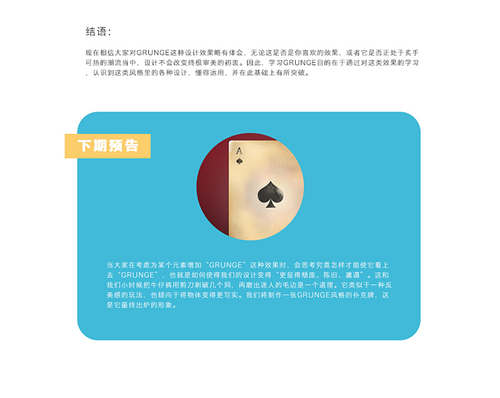 结语:
现在相信大家对GRUNGE这种设计效果略有体会，无论这是否是你喜欢的效果，或者它是否正处于炙手
可热的潮流当中，设计不会改变终极审美的初衷。因此，学习GRUNGE目的在于透过对这类效果的学习
，认识到这类风格里的各种设计，懂得运用，并在此基础上有所突破。
下期预告
A
当大家在考虑为某个元素增加“GRUNGE”这种效果时，会思考究竟怎样才能使它看上
去“GRUNGE”，也就是如何使得我们的设计变得“更显得颓废、陈旧、邋遢”。这和
我们小时候把牛仔裤用剪刀剪破几个洞，再磨出迷人的毛边是一个道理。它类似于一种反
美感的玩法，也倾向于得物体变得更写实。我们将制作一张GRUNGE风格的扑克牌，这
是它最终出炉的形象。